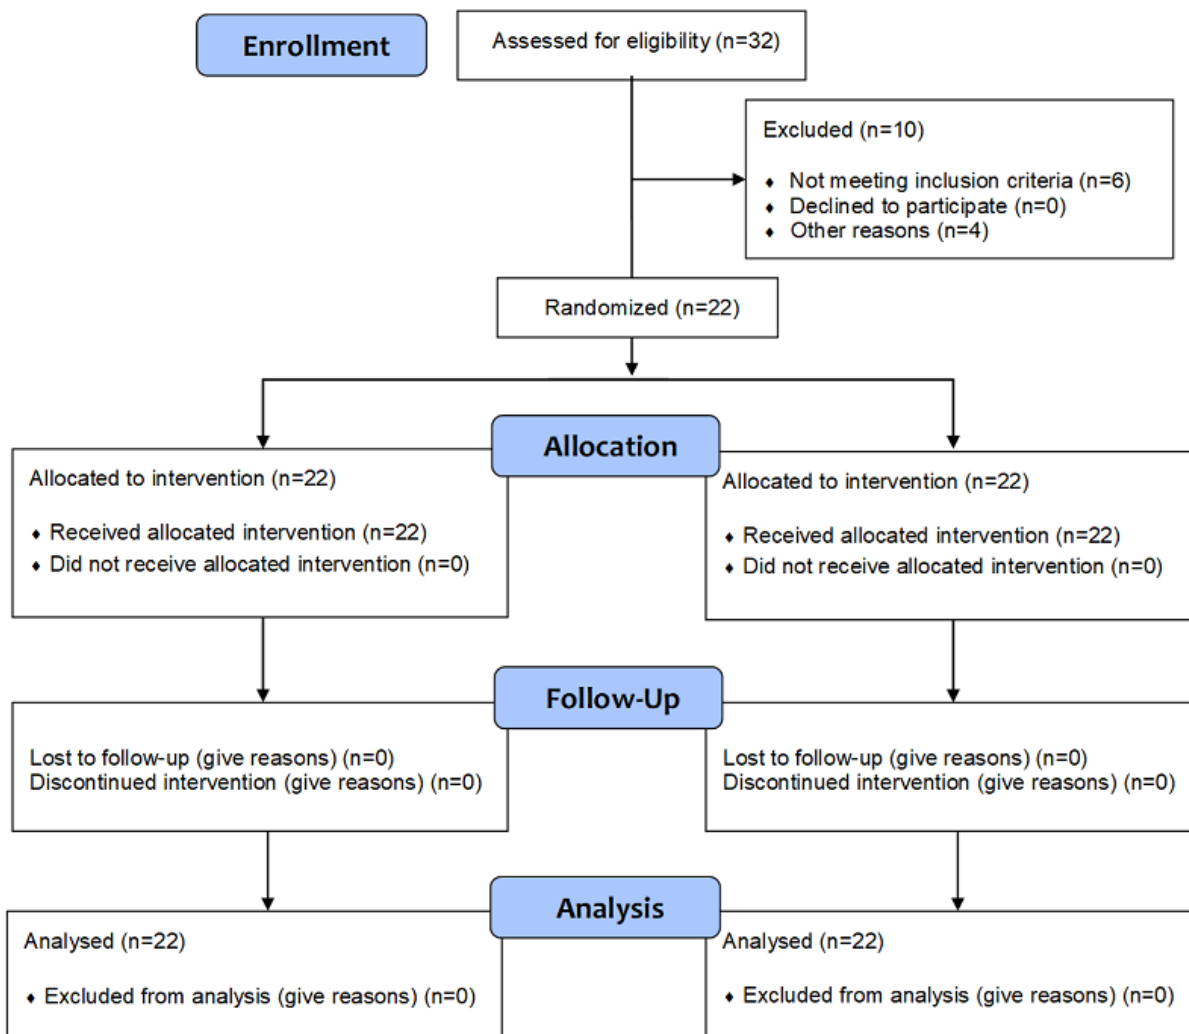 Enrollment
Assessed for eligibility (n=32)
Excluded (n=10)
♦ Not meeting inclusion criteria (n=6)
♦ Declined to participate (n=0)
♦ Other reasons (n=4)
Randomized (n=22)
Allocation
Allocated to intervention (n=22)
♦ Received allocated intervention (n=22)
♦ Did not receive allocated intervention (n=0)
Allocated to intervention (n=22)
♦ Received allocated intervention (n=22)
♦ Did not receive allocated intervention (n=0)
Follow-Up
Lost to follow-up (give reasons) (n=0)
Discontinued intervention (give reasons) (n=0)
Lost to follow-up (give reasons) (n=0)
Discontinued intervention (give reasons) (n=0)
Analysis
Analysed (n=22)
♦ Excluded from analysis (give reasons) (n=0)
Analysed (n=22)
♦ Excluded from analysis (give reasons) (n=0)